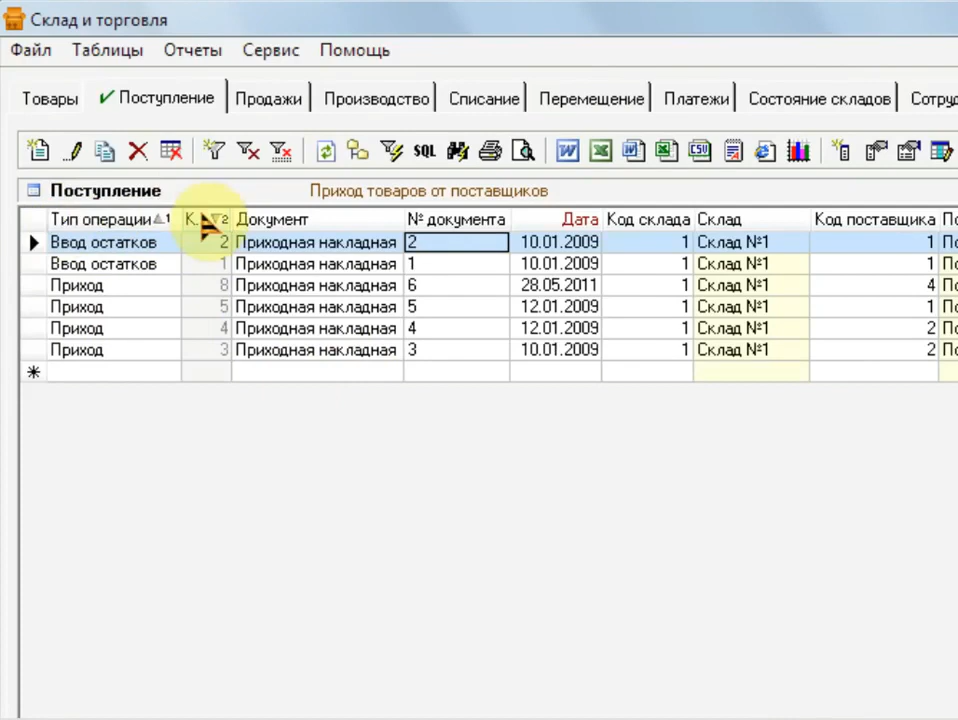 Склад и торговля
Файл Таблицы Отчеты Сервис Помощь
Товары Поступление Продажи Производство Списание Перемещение Платежи Состояние складов
SQL W CSV
Поступление Приход товаров от поставщиков
Тип операции 1 К 2 Документ № документа Дата Код склада Склад Код поставщика
Ввод остатков 2 Приходная накладная 2 10.01.2009 1 Склад №1 1
Ввод остатков 1 Приходная накладная 1 10.01.2009 1 Склад №1 1
Приход 8 Приходная накладная 6 28.05.2011 1 Склад №1 4
Приход 5 Приходная накладная 5 12.01.2009 1 Склад №1 1
Приход 4 Приходная накладная 4 12.01.2009 1 Склад №1 2
Приход 3 Приходная накладная 3 10.01.2009 1 Склад №1 2